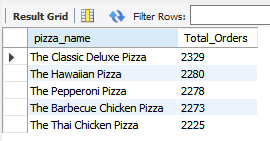 Result Grid Filter Rows:
pizza_name Total_Orders
The Classic Deluxe Pizza 2329
The Hawaiian Pizza 2280
The Pepperoni Pizza 2278
The Barbecue Chicken Pizza 2273
The Thai Chicken Pizza 2225